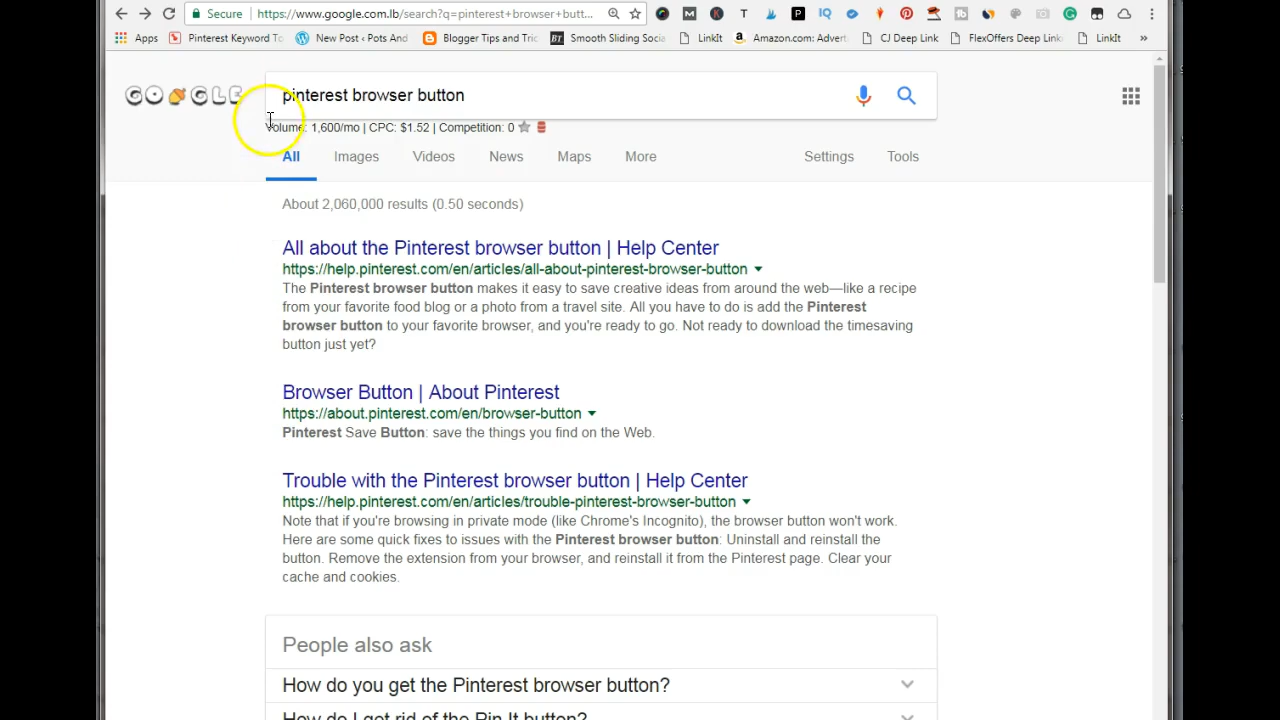 Secure https://www.google.com.lb/search?q=pinterest+browser+butt...
Apps Pinterest Keyword To New Post ‹ Pots And Blogger Tips and Tric Smooth Sliding Socia LinkIt Amazon.com: Advert CJ Deep Link FlexOffers Deep Link LinkIt »
GOOGLE pinterest browser button
Volume: 1,600/mo | CPC: $1.52 | Competition: 0
All Images Videos News Maps More Settings Tools
About 2,060,000 results (0.50 seconds)
All about the Pinterest browser button | Help Center
https://help.pinterest.com/en/articles/all-about-pinterest-browser-button
The Pinterest browser button makes it easy to save creative ideas from around the web—like a recipe
from your favorite food blog or a photo from a travel site. All you have to do is add the Pinterest
browser button to your favorite browser, and you're ready to go. Not ready to download the timesaving
button just yet?
Browser Button | About Pinterest
https://about.pinterest.com/en/browser-button
Pinterest Save Button: save the things you find on the Web.
Trouble with the Pinterest browser button | Help Center
https://help.pinterest.com/en/articles/trouble-pinterest-browser-button
Note that if you're browsing in private mode (like Chrome's Incognito), the browser button won't work.
Here are some quick fixes to issues with the Pinterest browser button: Uninstall and reinstall the
button. Remove the extension from your browser, and reinstall it from the Pinterest page. Clear your
cache and cookies.
People also ask
How do you get the Pinterest browser button?
How do I get rid of the Pin It button?